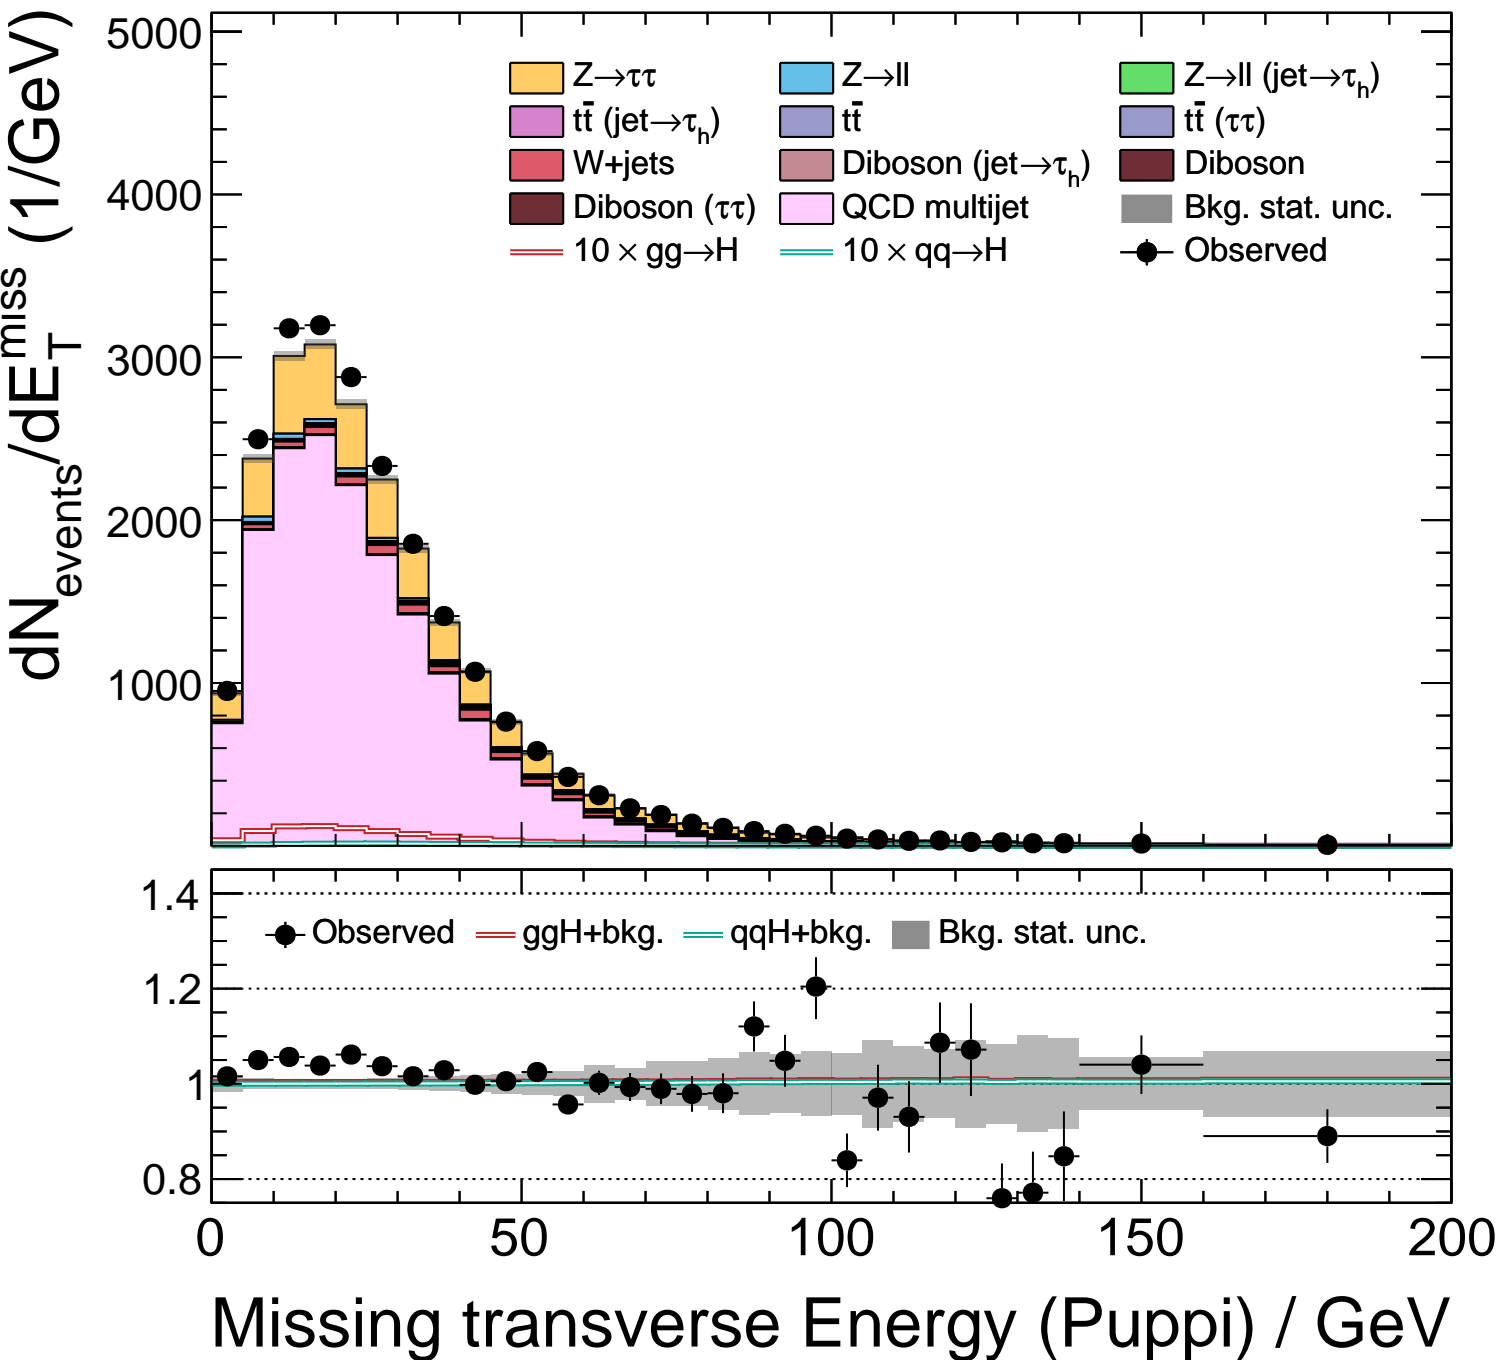 dN_events/dE_T^miss (1/GeV)
5000
4000
3000
2000
1000
Z→ττ Z→ll Z→ll (jet→τ_h)
tt̄ (jet→τ_h) tt̄ tt̄ (ττ)
W+jets Diboson (jet→τ_h) Diboson
Diboson (ττ) QCD multijet Bkg. stat. unc.
10 × gg→H 10 × qq→H Observed
1.4
1.2
1
0.8
Observed ggH+bkg. qqH+bkg. Bkg. stat. unc.
0 50 100 150 200
Missing transverse Energy (Puppi) / GeV